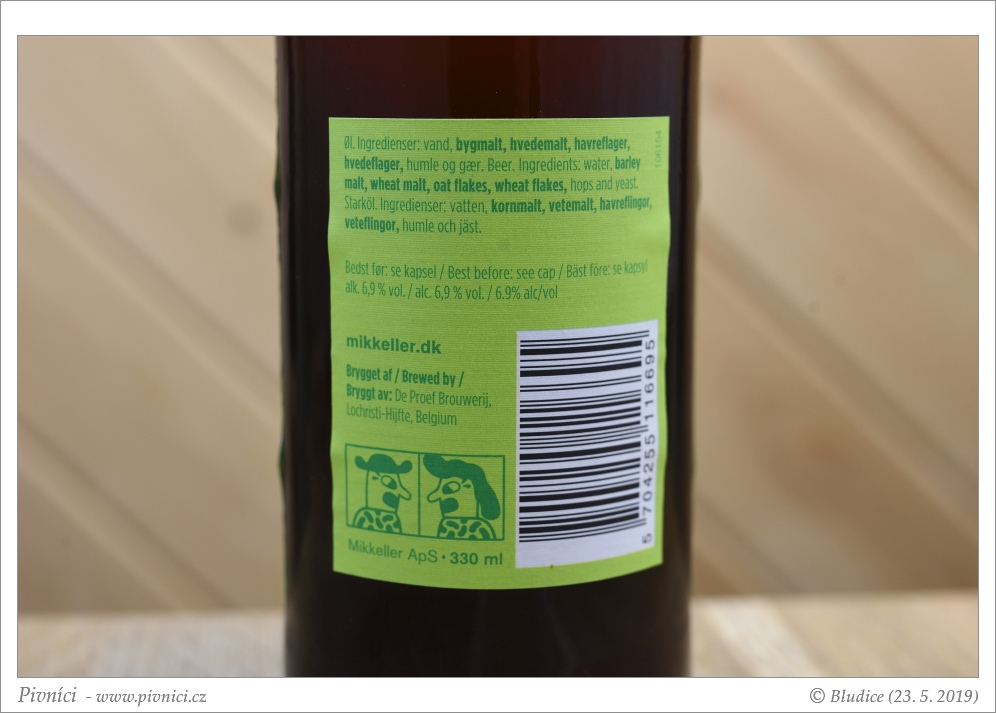 Øl. Ingredienser: vand, bygmalt, hvedemalt, havreflager,
hvedeflager, humle og gær. Beer. Ingredients: water, barley
malt, wheat malt, oat flakes, wheat flakes, hops and yeast.
Starköl. Ingredienser: vatten, kornmalt, vetemalt, havreflingor,
veteflingor, humle och jäst.
106164
Bedst før: se kapsel / Best before: see cap / Bäst före: se kapsyl
alk. 6,9 % vol. / alc. 6,9 % vol. / 6.9% alc/vol
mikkeller.dk
Brygget af / Brewed by /
Bryggt av: De Proef Brouwerij,
Lochristi-Hijfte, Belgium
Mikkeller ApS • 330 ml
5 704255 116695
Pivníci - www.pivnici.cz
© Bludice (23. 5. 2019)